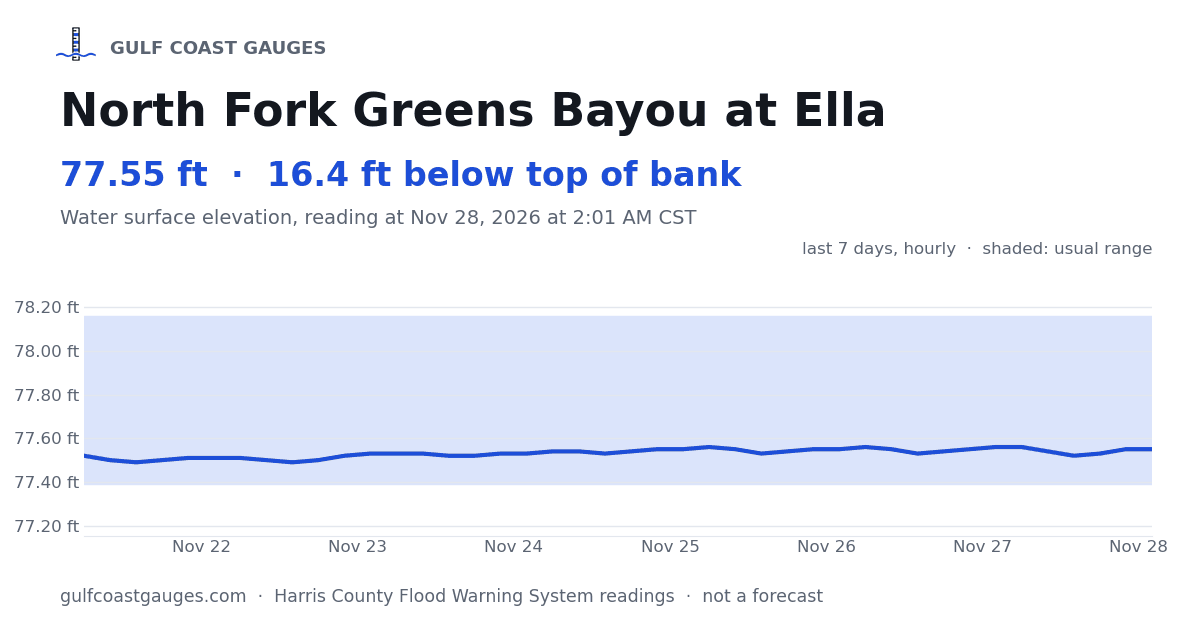 GULF COAST GAUGES
North Fork Greens Bayou at Ella
77.55 ft · 16.4 ft below top of bank
Water surface elevation, reading at Nov 28, 2026 at 2:01 AM CST
last 7 days, hourly · shaded: usual range
78.20 ft
78.00 ft
77.80 ft
77.60 ft
77.40 ft
77.20 ft
Nov 22 Nov 23 Nov 24 Nov 25 Nov 26 Nov 27 Nov 28
gulfcoastgauges.com · Harris County Flood Warning System readings · not a forecast